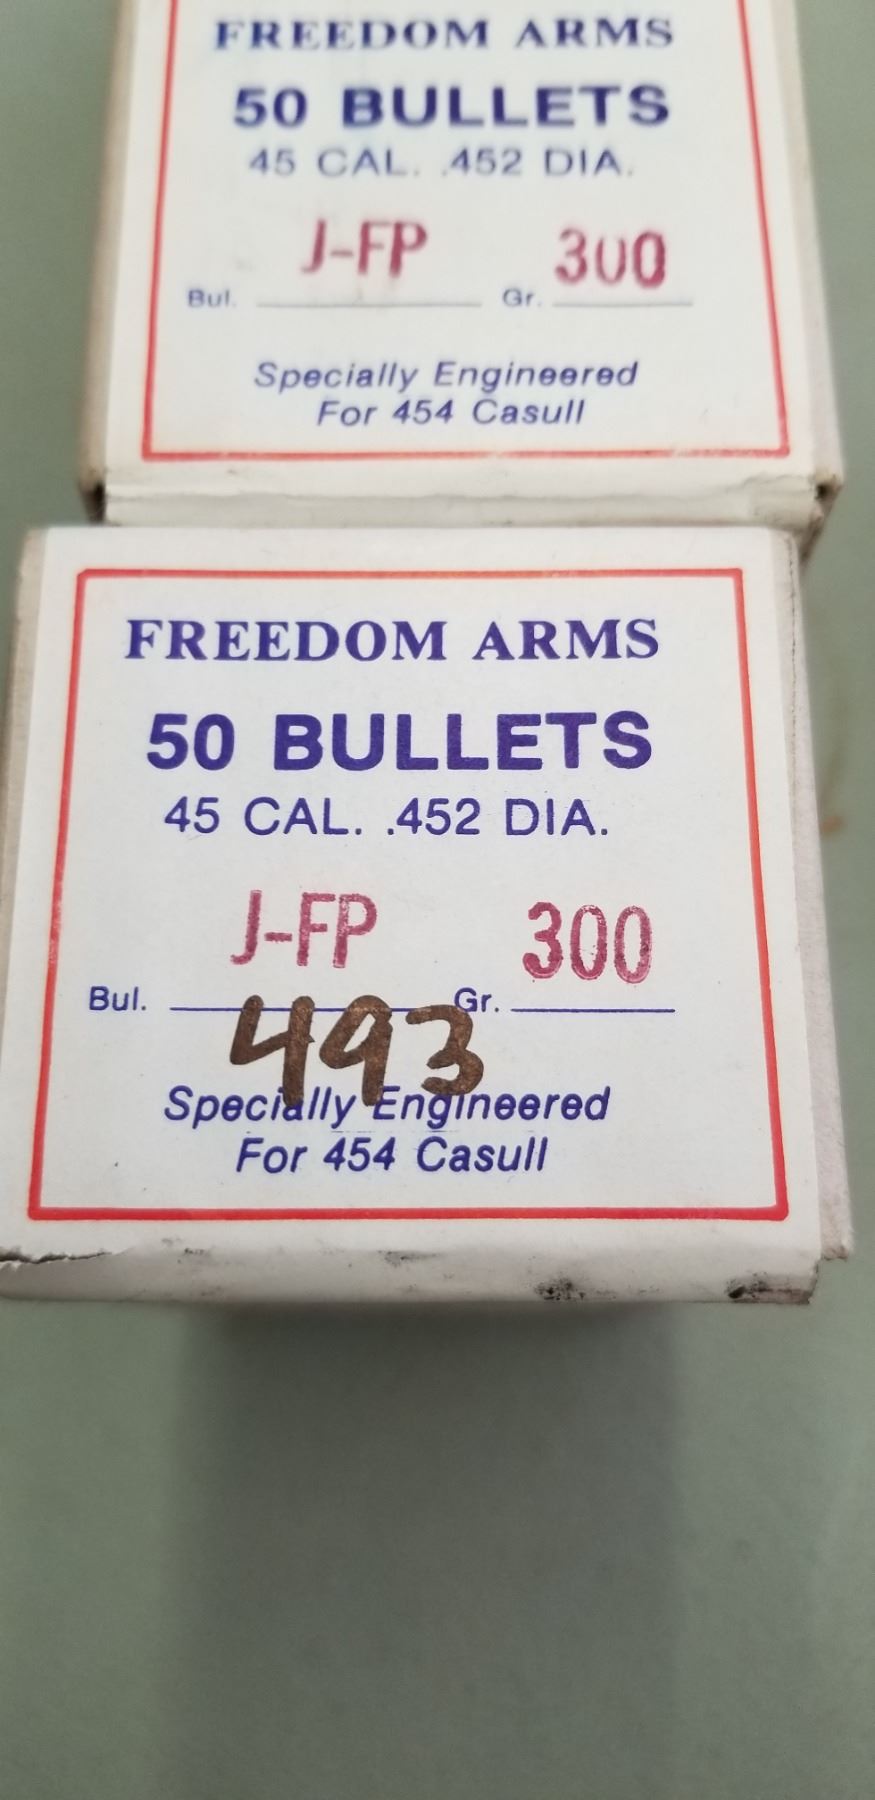 FREEDOM ARMS
50 BULLETS
45 CAL. .452 DIA.
J-FP 300
Bul. Gr.
Specially Engineered
For 454 Casull
FREEDOM ARMS
50 BULLETS
45 CAL. .452 DIA.
J-FP 300
Bul. Gr.
493
Specially Engineered
For 454 Casull